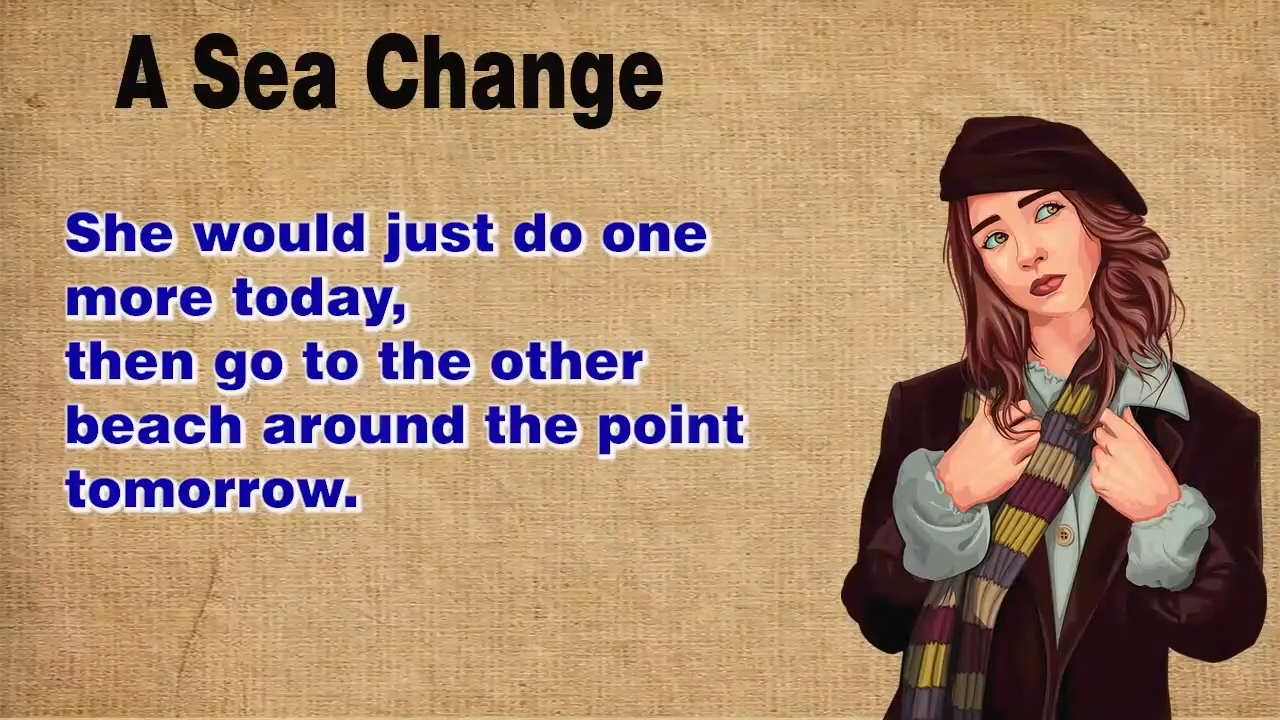 A Sea Change
She would just do one
more today,
then go to the other
beach around the point
tomorrow.